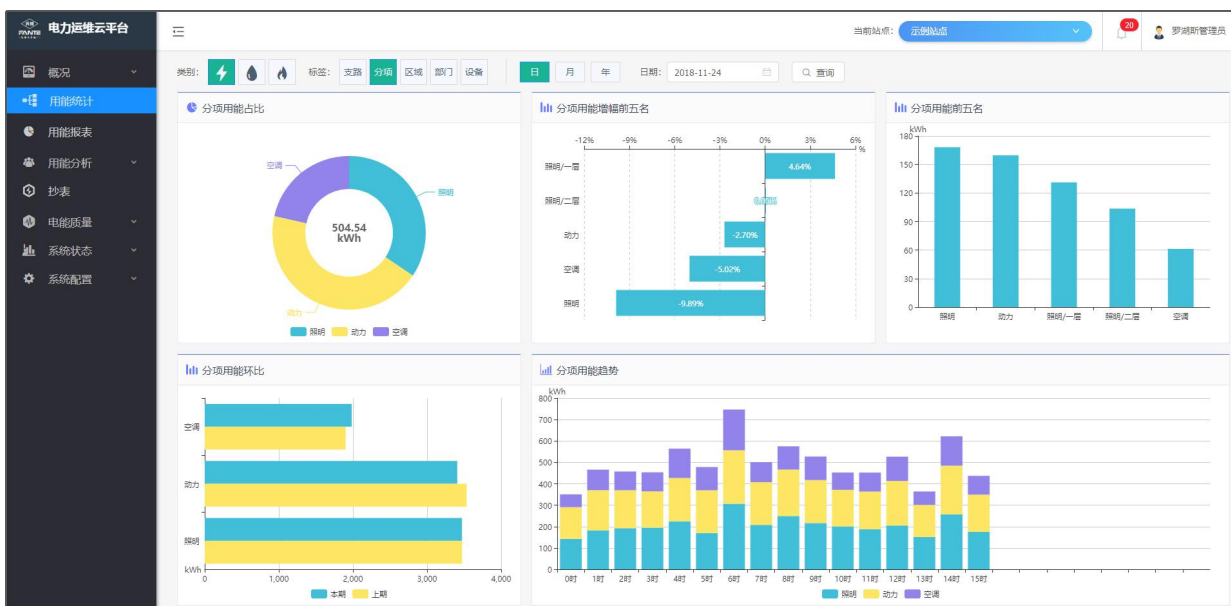 电力运维云平台
当前站点： 示例站点
20
罗湖斯管理员
概况
用能统计
用能报表
用能分析
抄表
电能质量
系统状态
系统配置
类别： 标签： 支路 分项 区域 部门 设备 日 月 年 日期： 2018-11-24 查询
分项用能占比
空调
照明
504.54
kWh
动力
照明 动力 空调
分项用能增幅前五名
-12% -9% -6% -3% 0% 3% 6%
%
照明/一层 4.64%
照明/二层
动力 -2.70%
空调 -5.02%
照明 -9.89%
分项用能前五名
kWh
180
150
120
90
60
30
0
照明 动力 照明/一层 照明/二层 空调
分项用能环比
空调
动力
照明
kWh
0 1,000 2,000 3,000 4,000
本期 上期
分项用能趋势
kWh
800
700
600
500
400
300
200
100
0
0时 1时 2时 3时 4时 5时 6时 7时 8时 9时 10时 11时 12时 13时 14时 15时
照明 动力 空调